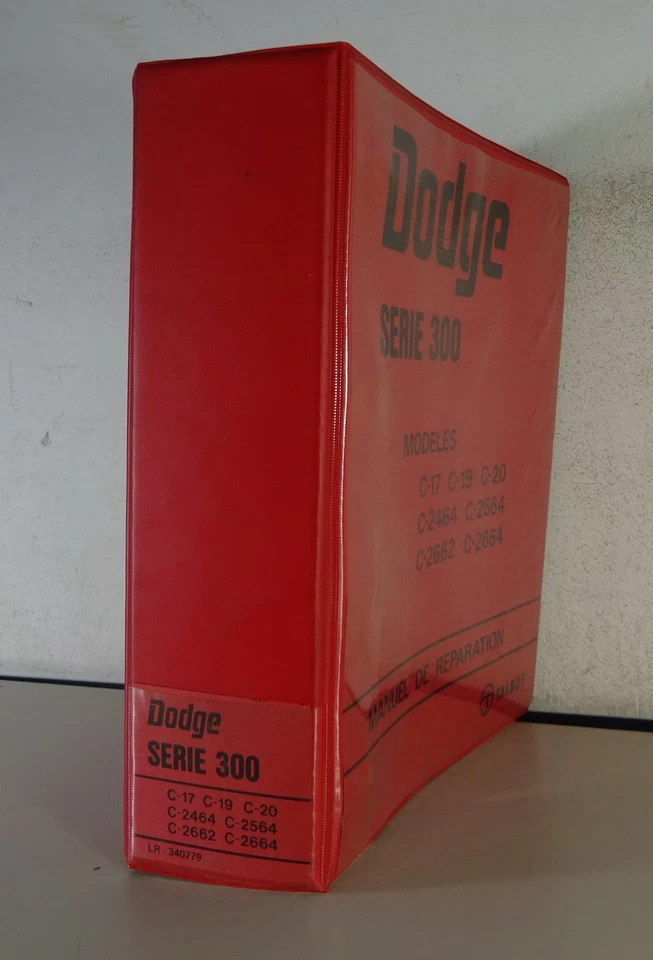 Dodge
SERIE 300
C-17 C-19 C-20
C-2464 C-2564
C-2662 C-2664
LR - 340779
Dodge
SERIE 300
MODELES
C-17 C-19 C-20
C-2464 C-2564
C-2662 C-2664
MANUEL DE REPARATION
TALBOT